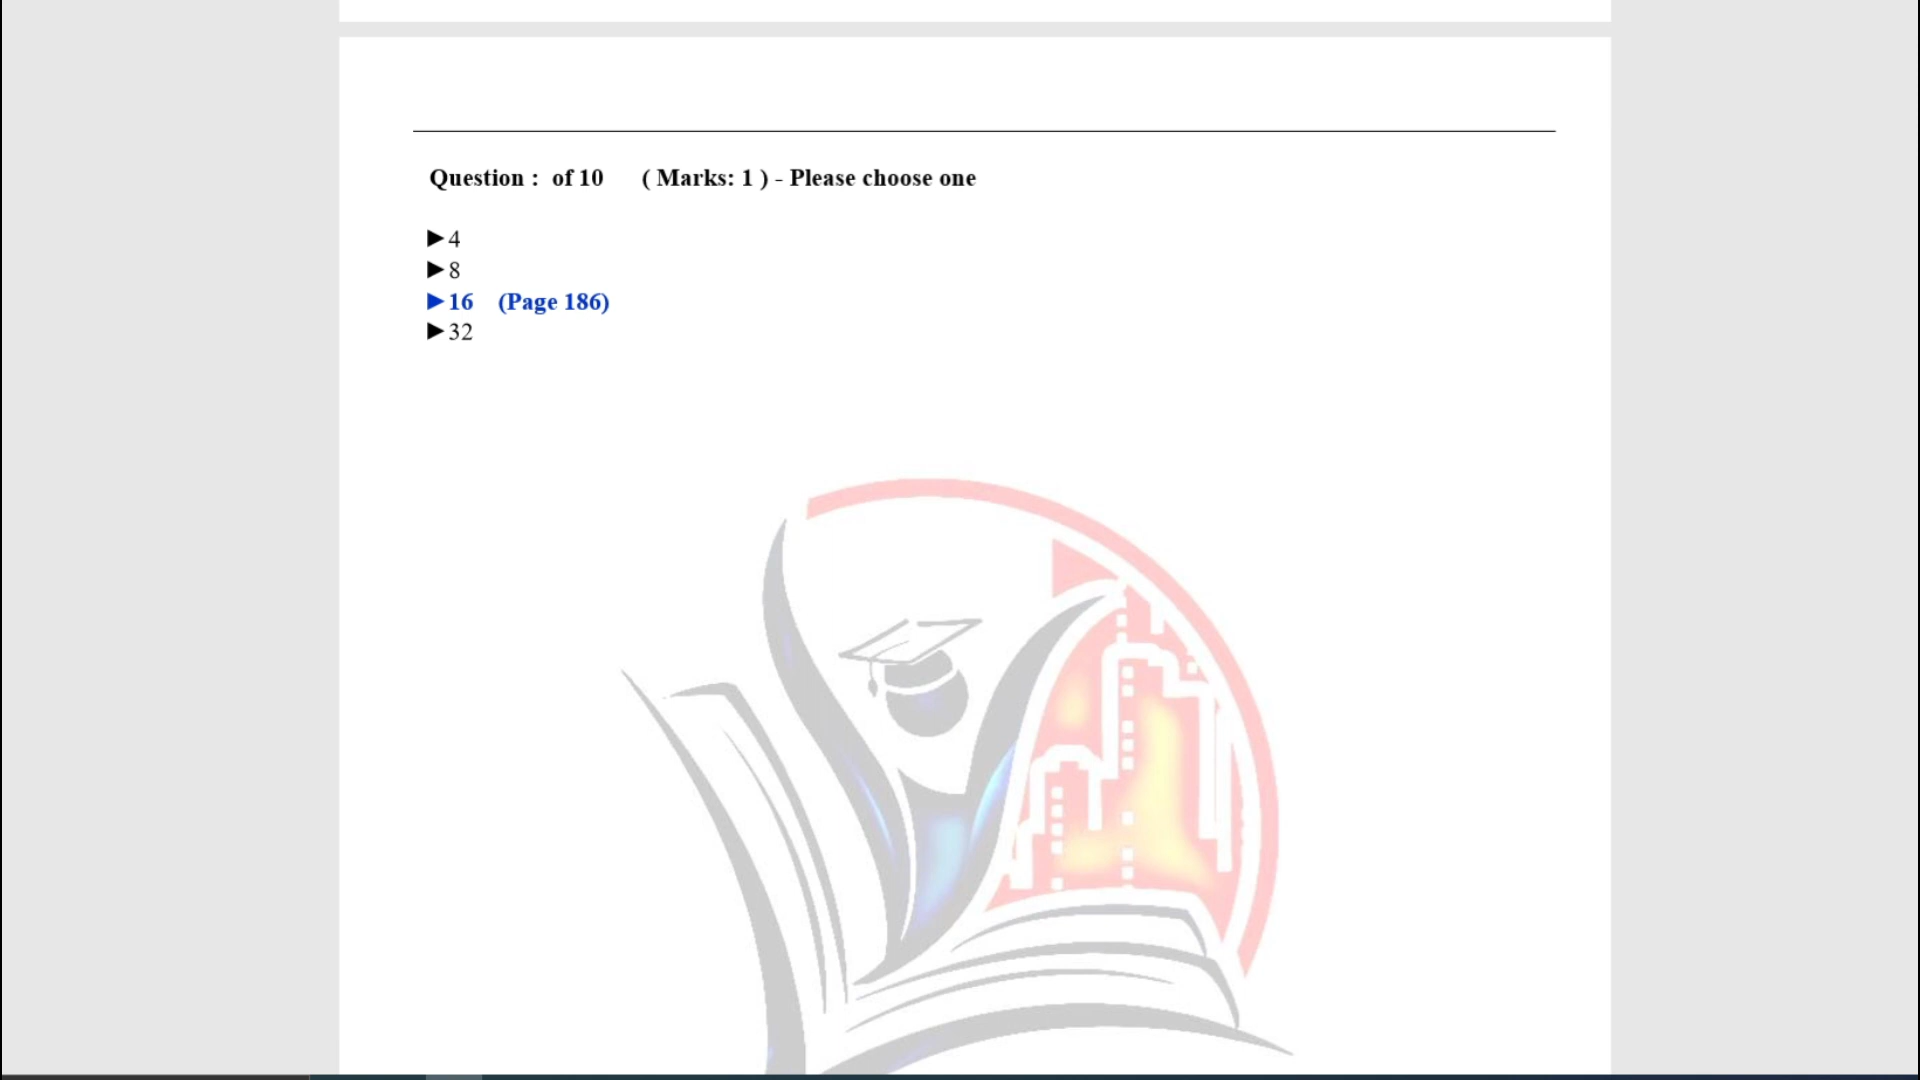 Question : of 10 ( Marks: 1 ) - Please choose one
►4
►8
►16 (Page 186)
►32